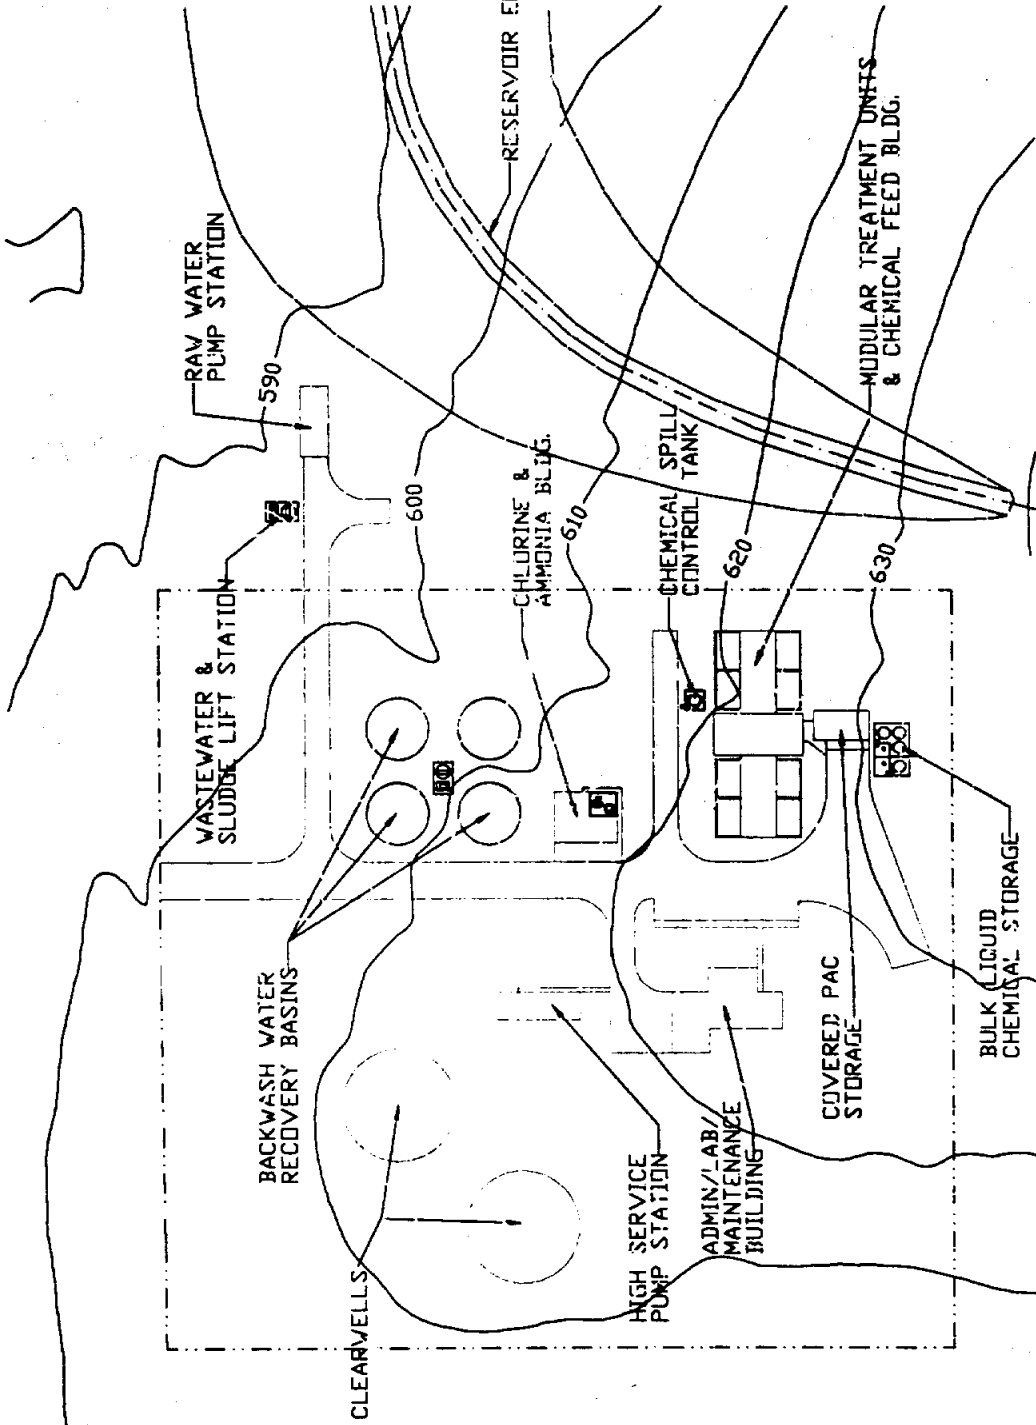 RAW WATER
PUMP STATION
590
RESERVOIR
WASTEWATER &
SLUDGE LIFT STATION
600
CHLORINE &
AMMONIA BLDG.
610
CHEMICAL SPILL
CONTROL TANK
620
MODULAR TREATMENT UNITS
& CHEMICAL FEED BLDG.
630
BACKWASH WATER
RECOVERY BASINS
CLEARWELLS
HIGH SERVICE
PUMP STATION
ADMIN/LAB/
MAINTENANCE
BUILDING
COVERED PAC
STORAGE
BULK LIQUID
CHEMICAL STORAGE